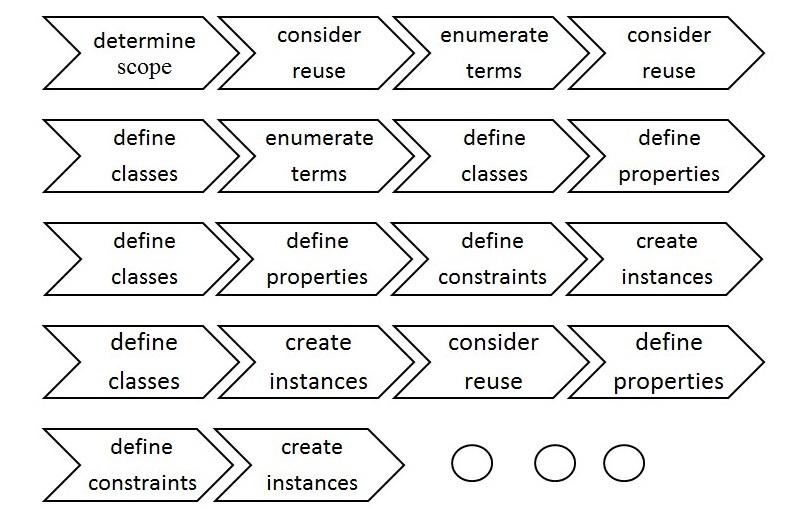 determine
scope
consider
reuse
enumerate
terms
consider
reuse
define
classes
enumerate
terms
define
classes
define
properties
define
classes
define
properties
define
constraints
create
instances
define
classes
create
instances
consider
reuse
define
properties
define
constraints
create
instances